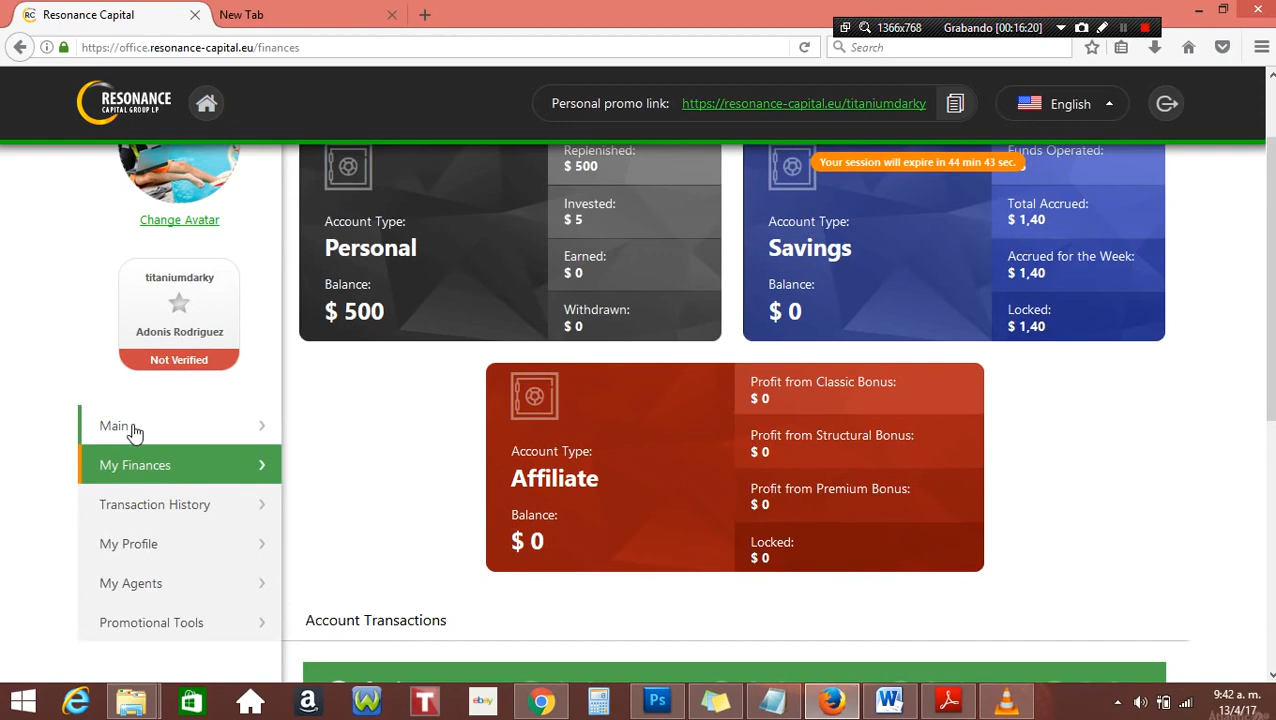 Resonance Capital
New Tab
1366x768
Grabando [00:16:20]
https://office.resonance-capital.eu/finances
Search
RESONANCE
CAPITAL GROUP LP
Personal promo link: https://resonance-capital.eu/titaniumdarky
English
Change Avatar
titaniumdarky
Adonis Rodriguez
Not Verified
Main
My Finances
Transaction History
My Profile
My Agents
Promotional Tools
Account Type:
Personal
Balance:
$ 500
Replenished:
$ 500
Invested:
$ 5
Earned:
$ 0
Withdrawn:
$ 0
Your session will expire in 44 min 43 sec.
Account Type:
Savings
Balance:
$ 0
Funds Operated:
Total Accrued:
$ 1,40
Accrued for the Week:
$ 1,40
Locked:
$ 1,40
Account Type:
Affiliate
Balance:
$ 0
Profit from Classic Bonus:
$ 0
Profit from Structural Bonus:
$ 0
Profit from Premium Bonus:
$ 0
Locked:
$ 0
Account Transactions
9:42 a. m.
13/4/17